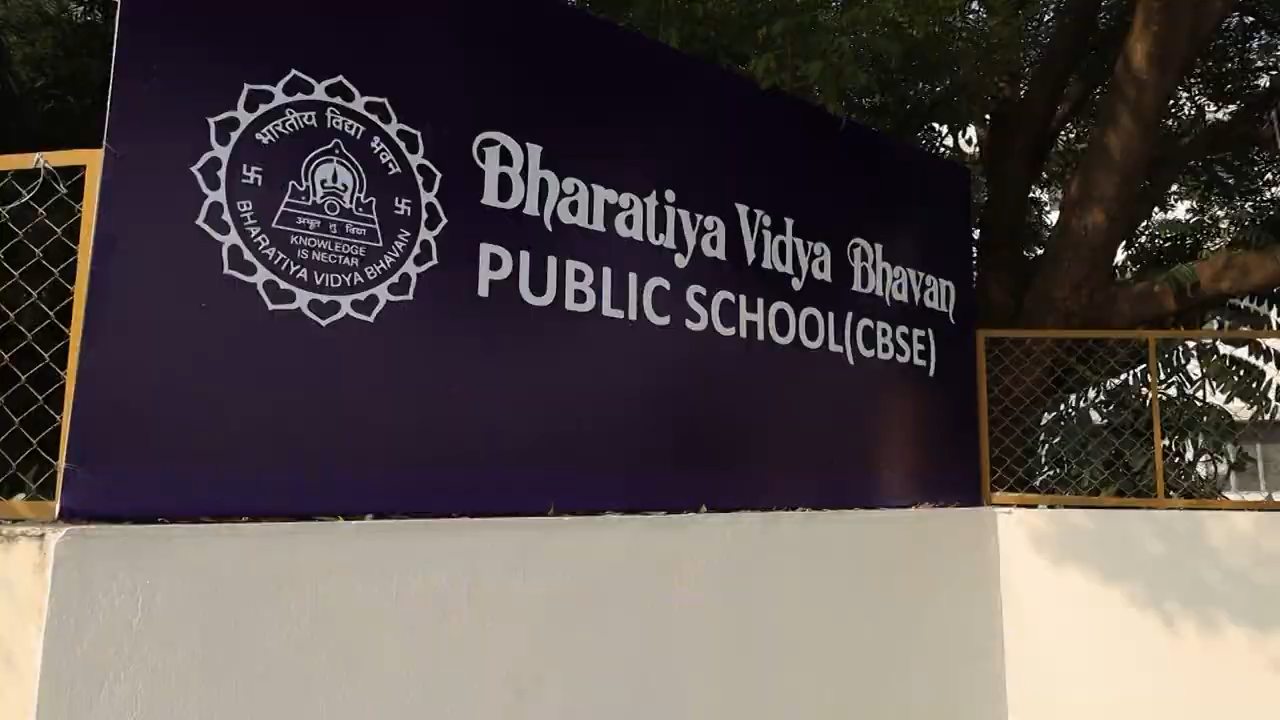 भारतीय विद्या भवन
अमृतं तु विद्या
KNOWLEDGE
IS NECTAR
BHARATIYA VIDYA BHAVAN
Bharatiya Vidya Bhavan
PUBLIC SCHOOL(CBSE)